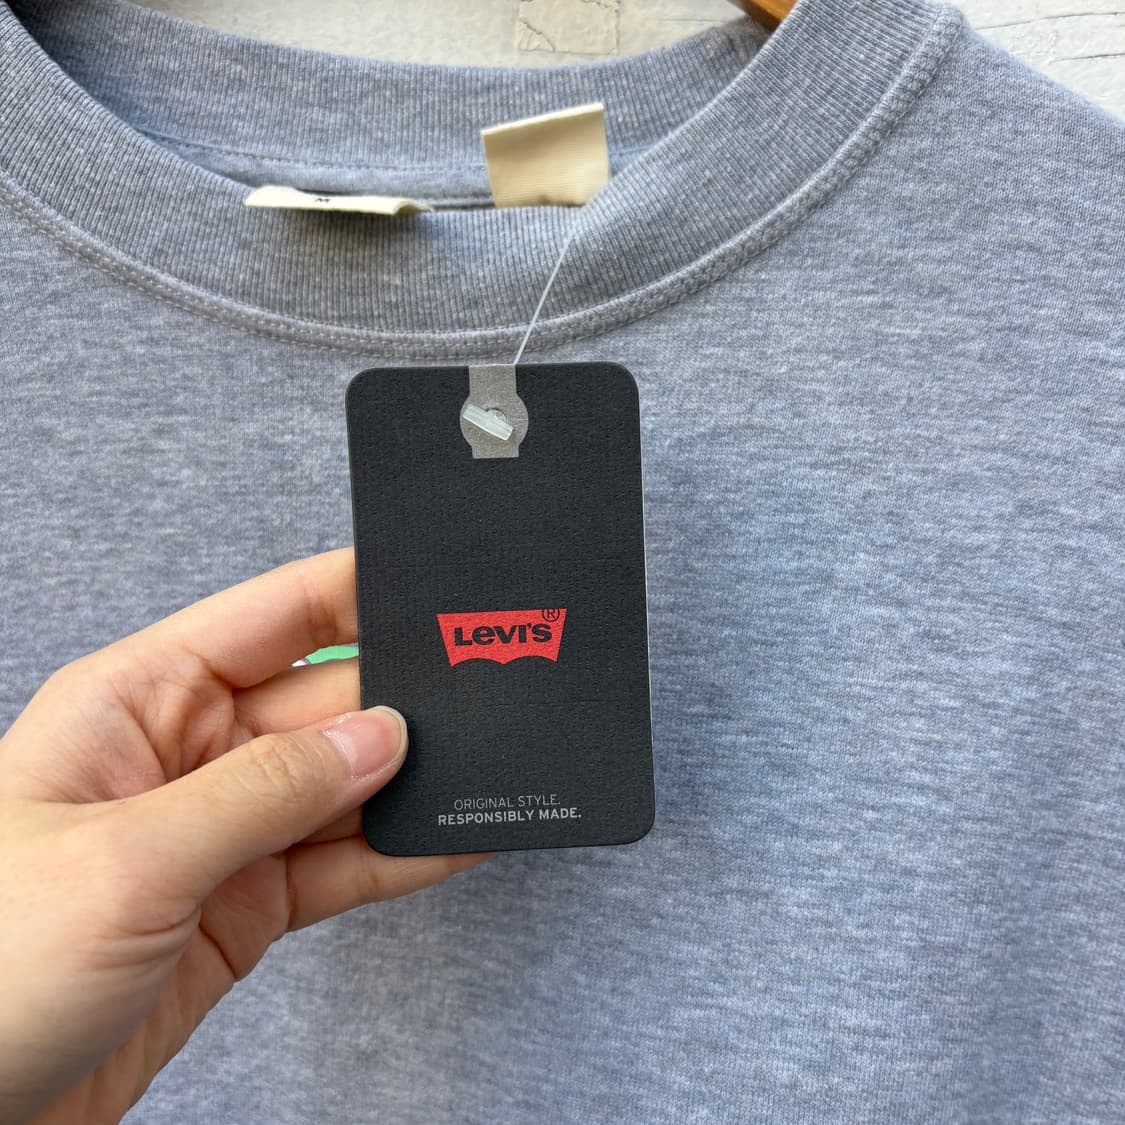 M
LEVI'S®
ORIGINAL STYLE.
RESPONSIBLY MADE.